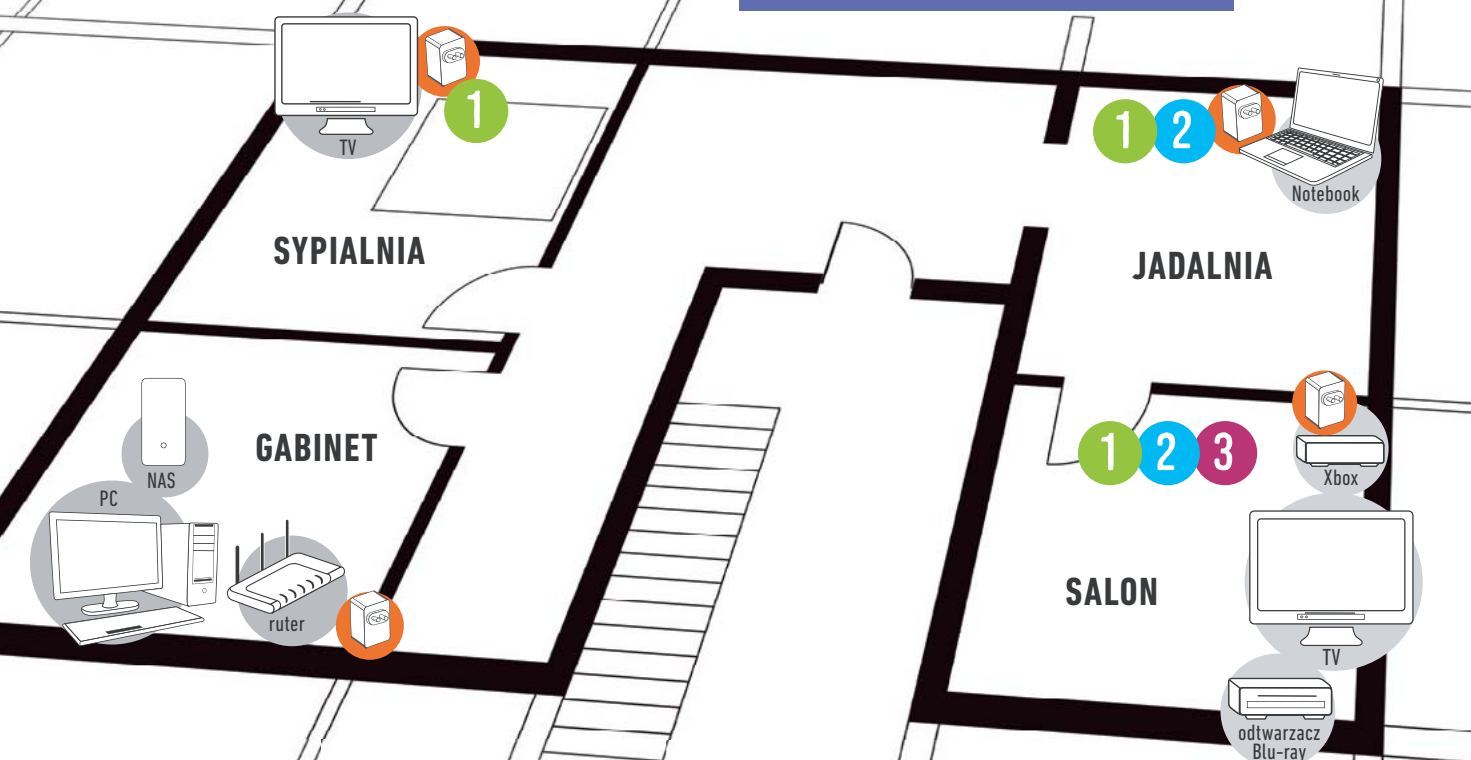 TV
1
1 2
Notebook
SYPIALNIA
JADALNIA
GABINET
NAS
PC
ruter
1 2 3
Xbox
SALON
TV
odtwarzacz
Blu-ray